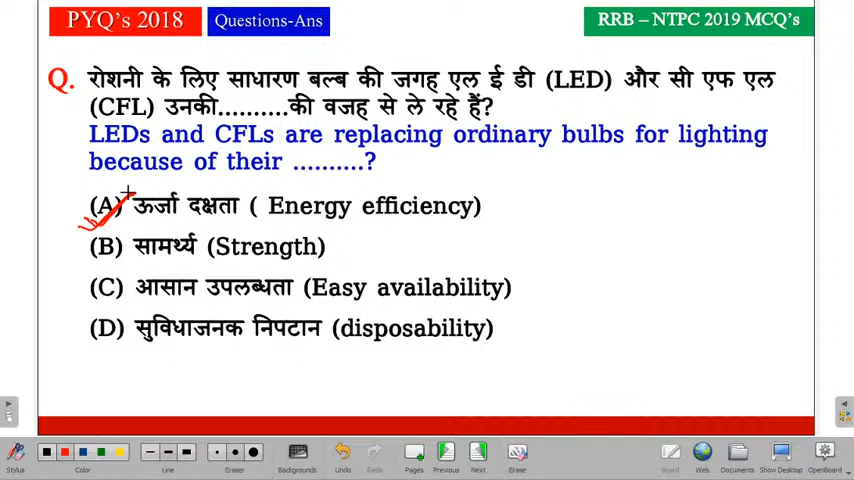 PYQ's 2018
Questions-Ans
RRB – NTPC 2019 MCQ's
Q. रोशनी के लिए साधारण बल्ब की जगह एल ई डी (LED) और सी एफ एल
(CFL) उनकी..........की वजह से ले रहे हैं?
LEDs and CFLs are replacing ordinary bulbs for lighting
because of their ..........?
(A) ऊर्जा दक्षता ( Energy efficiency)
(B) सामर्थ्य (Strength)
(C) आसान उपलब्धता (Easy availability)
(D) सुविधाजनक निपटान (disposability)
Stylus
Color
Line
Eraser
Backgrounds
Undo
Redo
Pages
Previous
Next
Erase
Board
Web
Documents
Show Desktop
OpenBoard